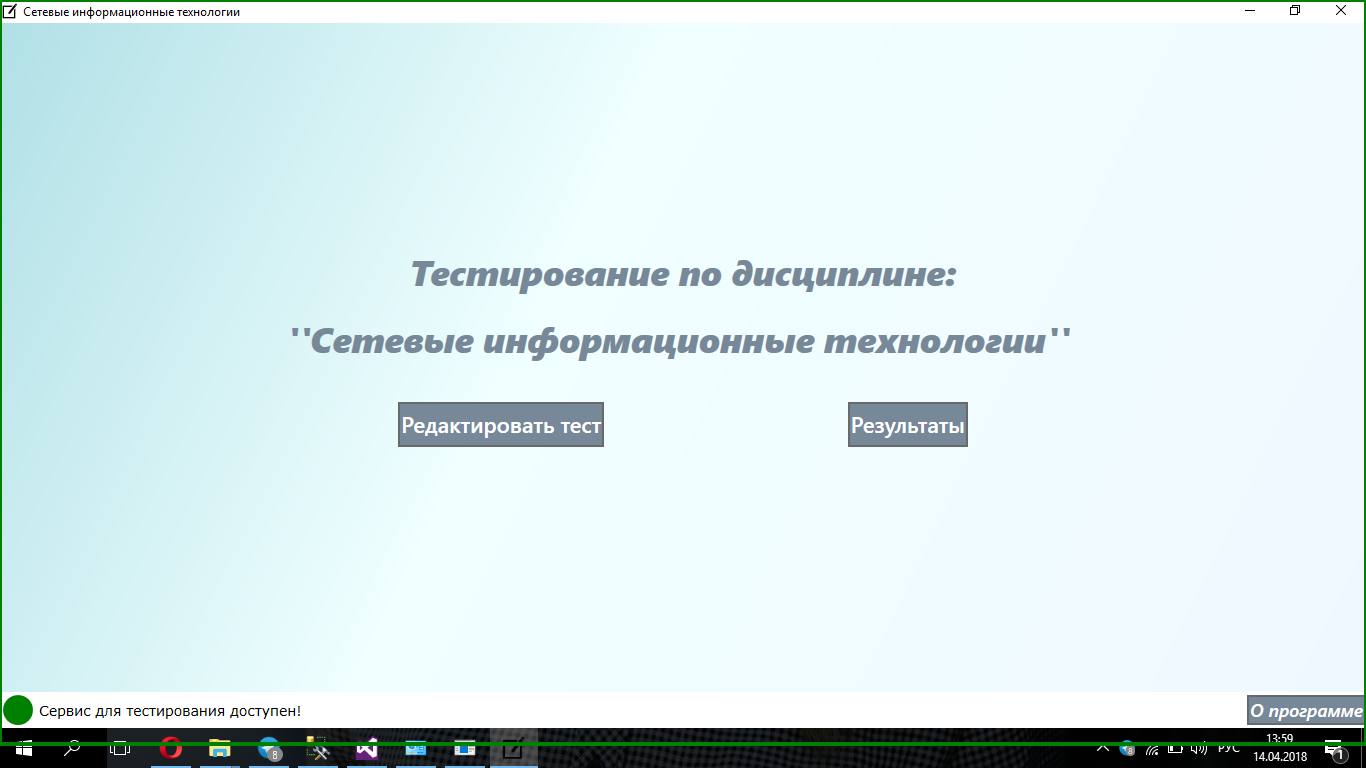 Сетевые информационные технологии
Тестирование по дисциплине:
''Сетевые информационные технологии''
Редактировать тест
Результаты
Сервис для тестирования доступен!
О программе
8
8
РУС
13:59
14.04.2018
1